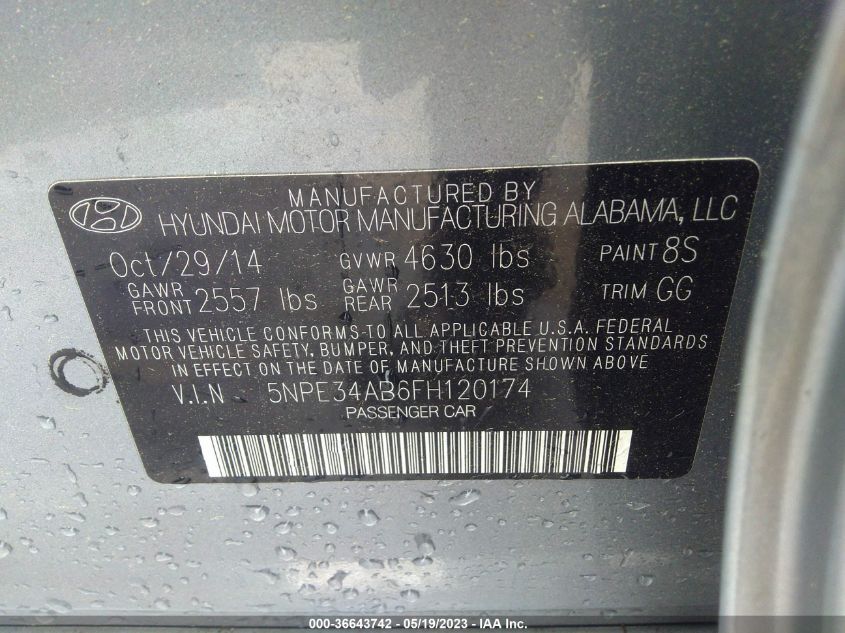 MANUFACTURED BY
HYUNDAI MOTOR MANUFACTURING ALABAMA, LLC
Oct/29/14 GVWR 4630 lbs PAINT 8S
GAWR FRONT 2557 lbs GAWR REAR 2513 lbs TRIM GG
THIS VEHICLE CONFORMS TO ALL APPLICABLE U.S.A. FEDERAL
MOTOR VEHICLE SAFETY, BUMPER, AND THEFT PREVENTION STANDARDS
IN EFFECT ON THE DATE OF MANUFACTURE SHOWN ABOVE.
V.I.N 5NPE34AB6FH120174
PASSENGER CAR
000-36643742 - 05/19/2023 - IAA Inc.